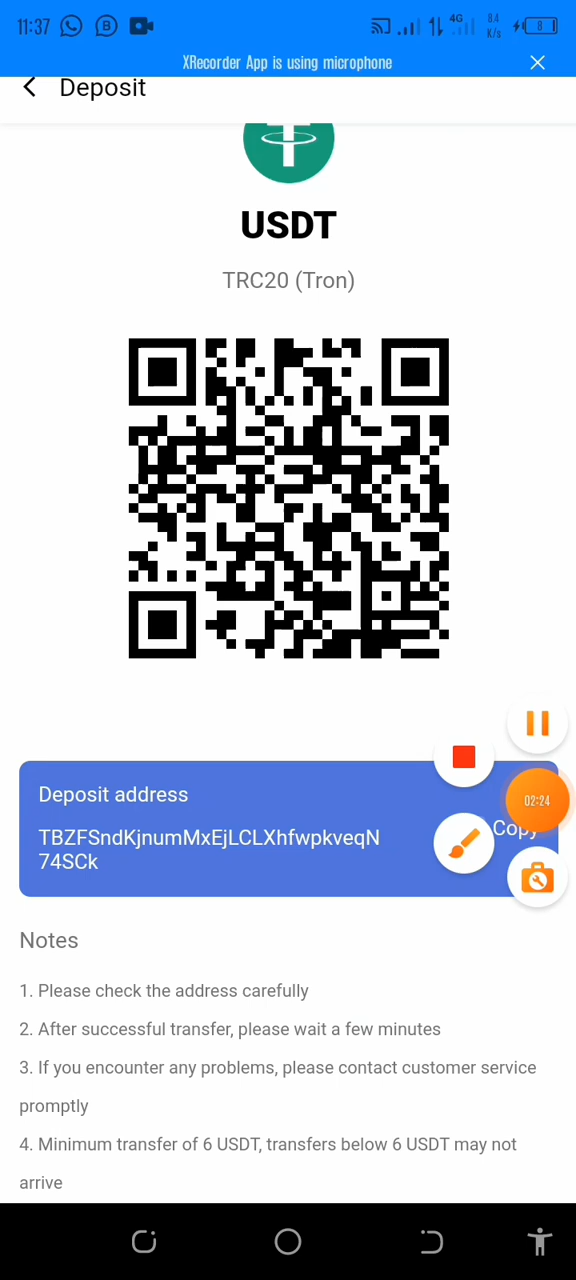 11:37
B
4G
8.4
K/s
8
XRecorder App is using microphone
Deposit
USDT
TRC20 (Tron)
Deposit address
TBZFSndKjnumMxEjLCLXhfwpkveqN
74SCk
Copy
02:24
Notes
1. Please check the address carefully
2. After successful transfer, please wait a few minutes
3. If you encounter any problems, please contact customer service
promptly
4. Minimum transfer of 6 USDT, transfers below 6 USDT may not
arrive